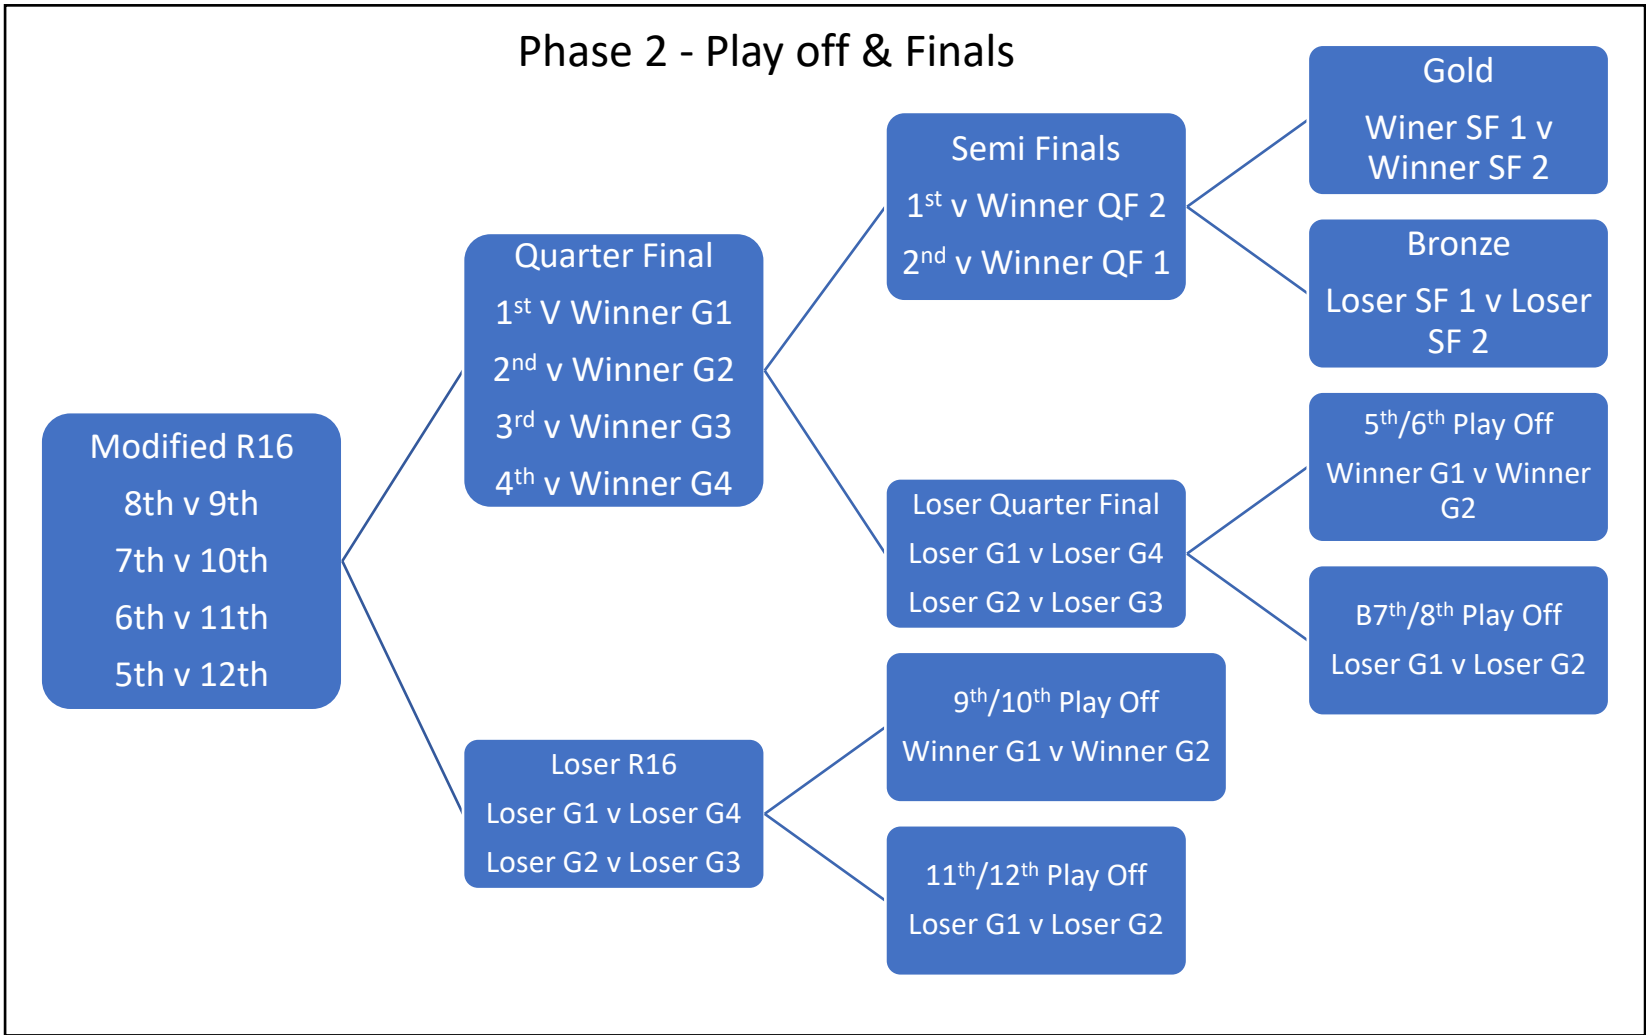 Phase 2 - Play off & Finals
Modified R16
8th v 9th
7th v 10th
6th v 11th
5th v 12th
Quarter Final
1st V Winner G1
2nd v Winner G2
3rd v Winner G3
4th v Winner G4
Loser R16
Loser G1 v Loser G4
Loser G2 v Loser G3
Semi Finals
1st v Winner QF 2
2nd v Winner QF 1
Loser Quarter Final
Loser G1 v Loser G4
Loser G2 v Loser G3
9th/10th Play Off
Winner G1 v Winner G2
11th/12th Play Off
Loser G1 v Loser G2
Gold
Winer SF 1 v
Winner SF 2
Bronze
Loser SF 1 v Loser
SF 2
5th/6th Play Off
Winner G1 v Winner
G2
B7th/8th Play Off
Loser G1 v Loser G2